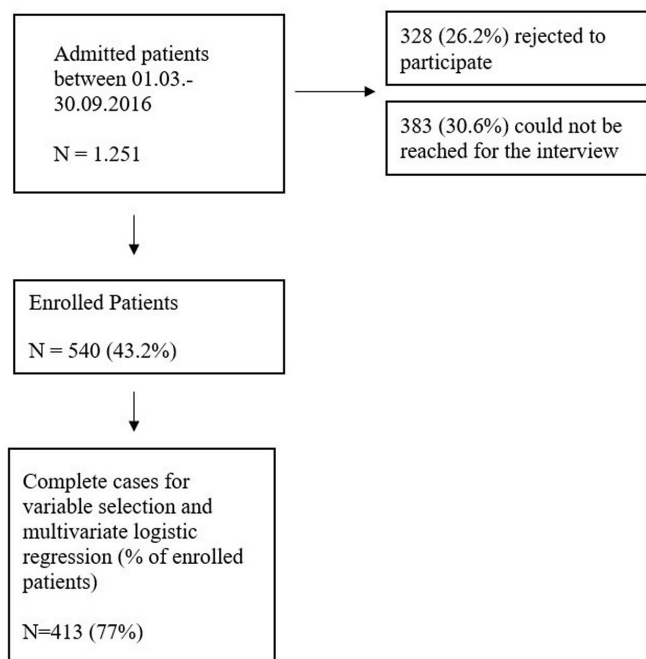 Admitted patients
between 01.03.-
30.09.2016
N = 1.251
328 (26.2%) rejected to
participate
383 (30.6%) could not be
reached for the interview
Enrolled Patients
N = 540 (43.2%)
Complete cases for
variable selection and
multivariate logistic
regression (% of enrolled
patients)
N=413 (77%)